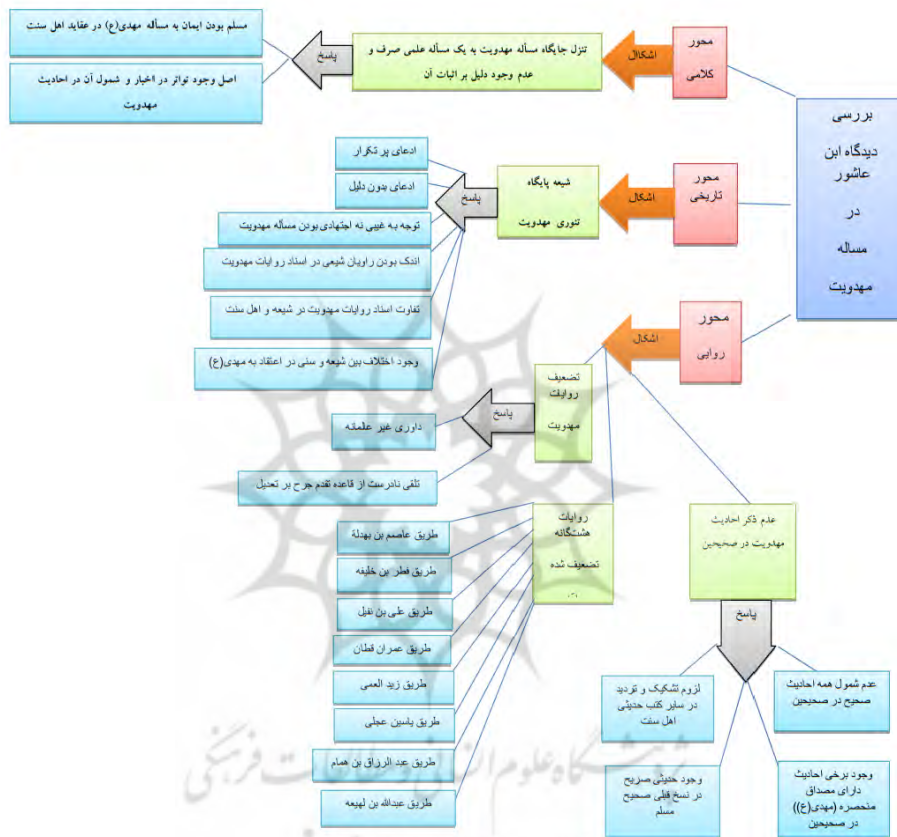 بررسی
دیدگاه ابن
عاشور
در
مساله
مهدویت
محور
کلامی
اشکاال
تنزل جایگاه مسأله مهدویت به یک مسأله علمی صرف و
عدم وجود دلیل بر اثبات آن
پاسخ
مسلم بودن ایمان به مسأله مهدی(ع) در عقاید اهل سنت
اصل وجود تواتر در اخبار و شمول آن در احادیث
مهدویت
محور
تاریخی
اشکال
شیعه پایگاه
تئوری مهدویت
پاسخ
ادعای پر تکرار
ادعای بدون دلیل
توجه به غیبی نه اجتهادی بودن مسأله مهدویت
اندک بودن راویان شیعی در اسناد روایات مهدویت
تفاوت اسناد روایات مهدویت در شیعه و اهل سنت
وجود اختلاف بین شیعه و سنی در اعتقاد به مهدی(ع)
محور
روایی
اشکال
تضعیف
روایات
مهدویت
پاسخ
داوری غیر عالمانه
تلقی نادرست از قاعده تقدم جرح بر تعدیل
روایات
هشتگانه
تضعیف شده
طریق عاصم بن بهدلة
طریق فطر بن خلیفه
طریق علی بن نفیل
طریق عمران قطان
طریق زید العمی
طریق یاسین عجلی
طریق عبد الرزاق بن همام
طریق عبدالله بن لهیعه
عدم ذکر احادیث
مهدویت در صحیحین
پاسخ
عدم شمول همه احادیث
صحیح در صحیحین
لزوم تشکیک و تردید
در سایر کتب حدیثی
اهل سنت
وجود برخی احادیث
دارای مصداق
منحصره (مهدی(ع))
در صحیحین
وجود حدیثی صریح
در نسخ قبلی صحیح
مسلم
پژوهشگاه علوم انسانی و مطالعات فرهنگی